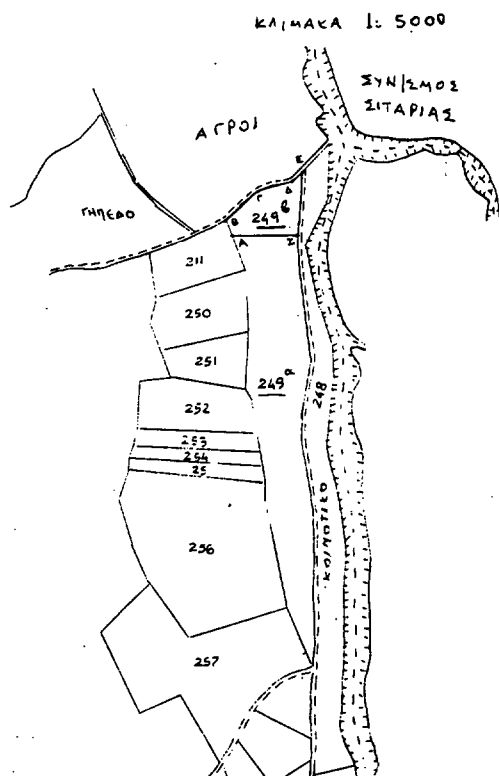 ΚΛΙΜΑΚΑ 1: 5000
ΣΥΝ/ΣΜΟΣ
ΣΙΤΑΡΙΑΣ
ΑΓΡΟΙ
ΓΗΠΕΔΟ
Ε
Δ
Γ
Β
249β
Α
Ζ
211
250
251
249α
252
248
253
254
25
256
ΚΟΙΝΟΤΙΚΟ
257